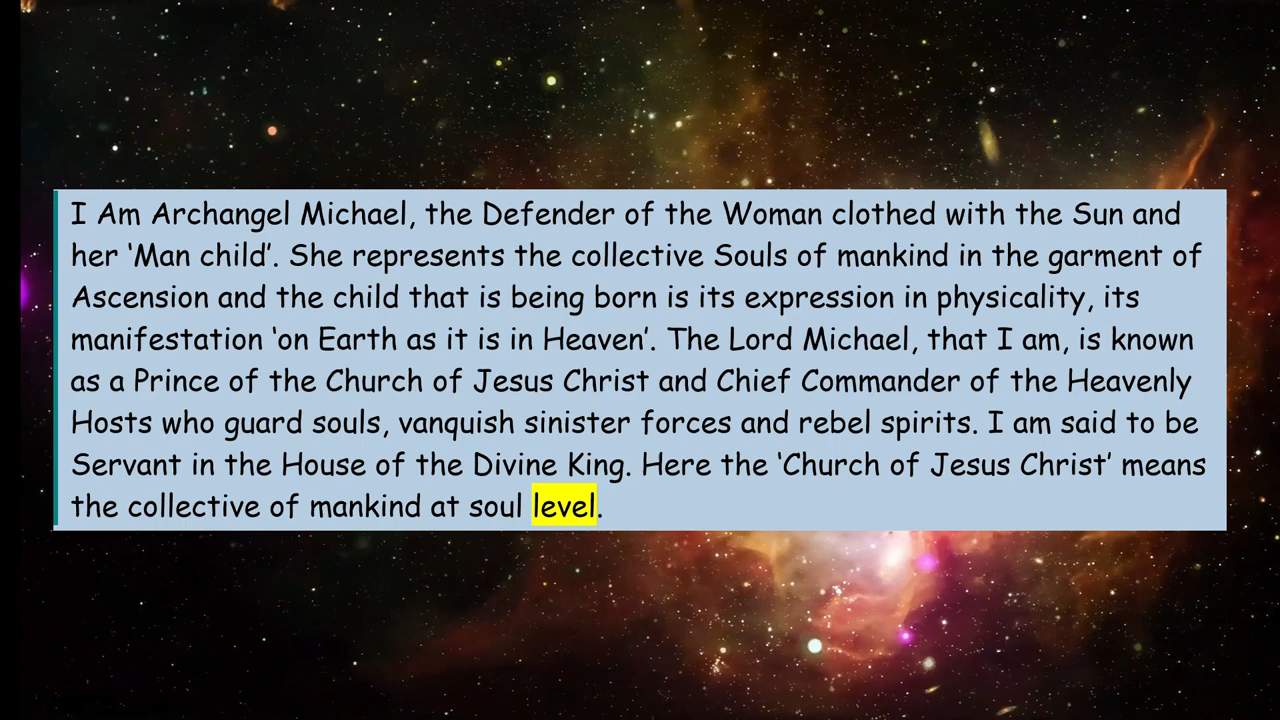 I Am Archangel Michael, the Defender of the Woman clothed with the Sun and
her ‘Man child’. She represents the collective Souls of mankind in the garment of
Ascension and the child that is being born is its expression in physicality, its
manifestation ‘on Earth as it is in Heaven’. The Lord Michael, that I am, is known
as a Prince of the Church of Jesus Christ and Chief Commander of the Heavenly
Hosts who guard souls, vanquish sinister forces and rebel spirits. I am said to be
Servant in the House of the Divine King. Here the ‘Church of Jesus Christ’ means
the collective of mankind at soul level.